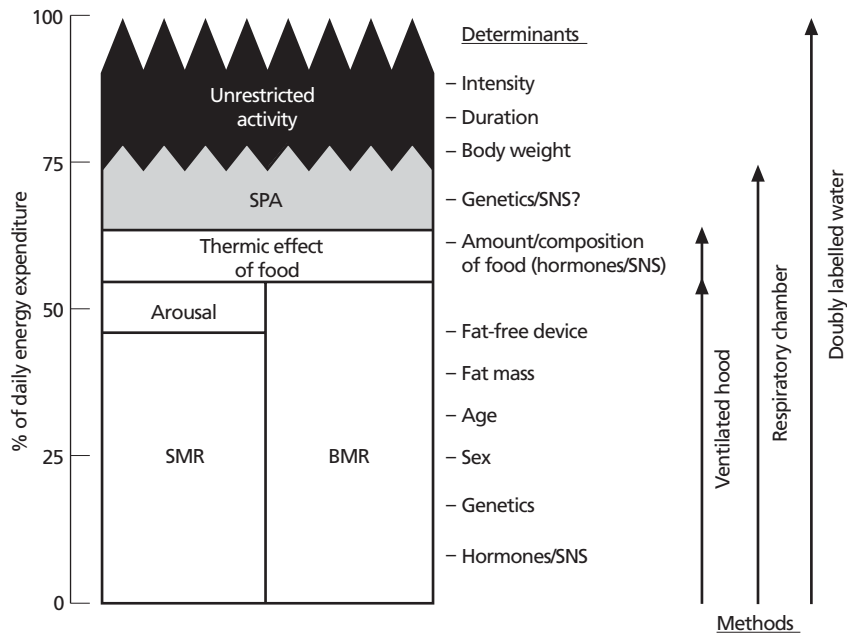 100
Determinants
Unrestricted
activity
– Intensity
– Duration
– Body weight
75
SPA
– Genetics/SNS?
Thermic effect
of food
– Amount/composition
of food (hormones/SNS)
50
Arousal
– Fat-free device
– Fat mass
– Age
25
SMR
BMR
– Sex
– Genetics
– Hormones/SNS
0
% of daily energy expenditure
Ventilated hood
Respiratory chamber
Doubly labelled water
Methods